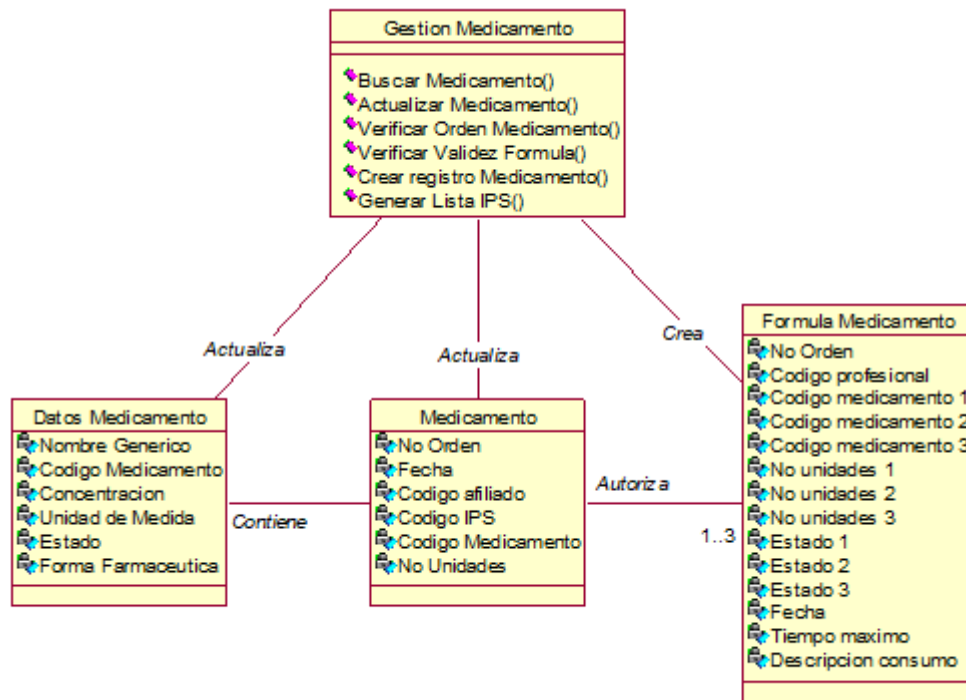 Gestion Medicamento
Buscar Medicamento()
Actualizar Medicamento()
Verificar Orden Medicamento()
Verificar Validez Formula()
Crear registro Medicamento()
Generar Lista IPS()
Actualiza
Actualiza
Crea
Datos Medicamento
Nombre Generico
Codigo Medicamento
Concentracion
Unidad de Medida
Estado
Forma Farmaceutica
Contiene
Medicamento
No Orden
Fecha
Codigo afiliado
Codigo IPS
Codigo Medicamento
No Unidades
Autoriza
1..3
Formula Medicamento
No Orden
Codigo profesional
Codigo medicamento 1
Codigo medicamento 2
Codigo medicamento 3
No unidades 1
No unidades 2
No unidades 3
Estado 1
Estado 2
Estado 3
Fecha
Tiempo maximo
Descripcion consumo